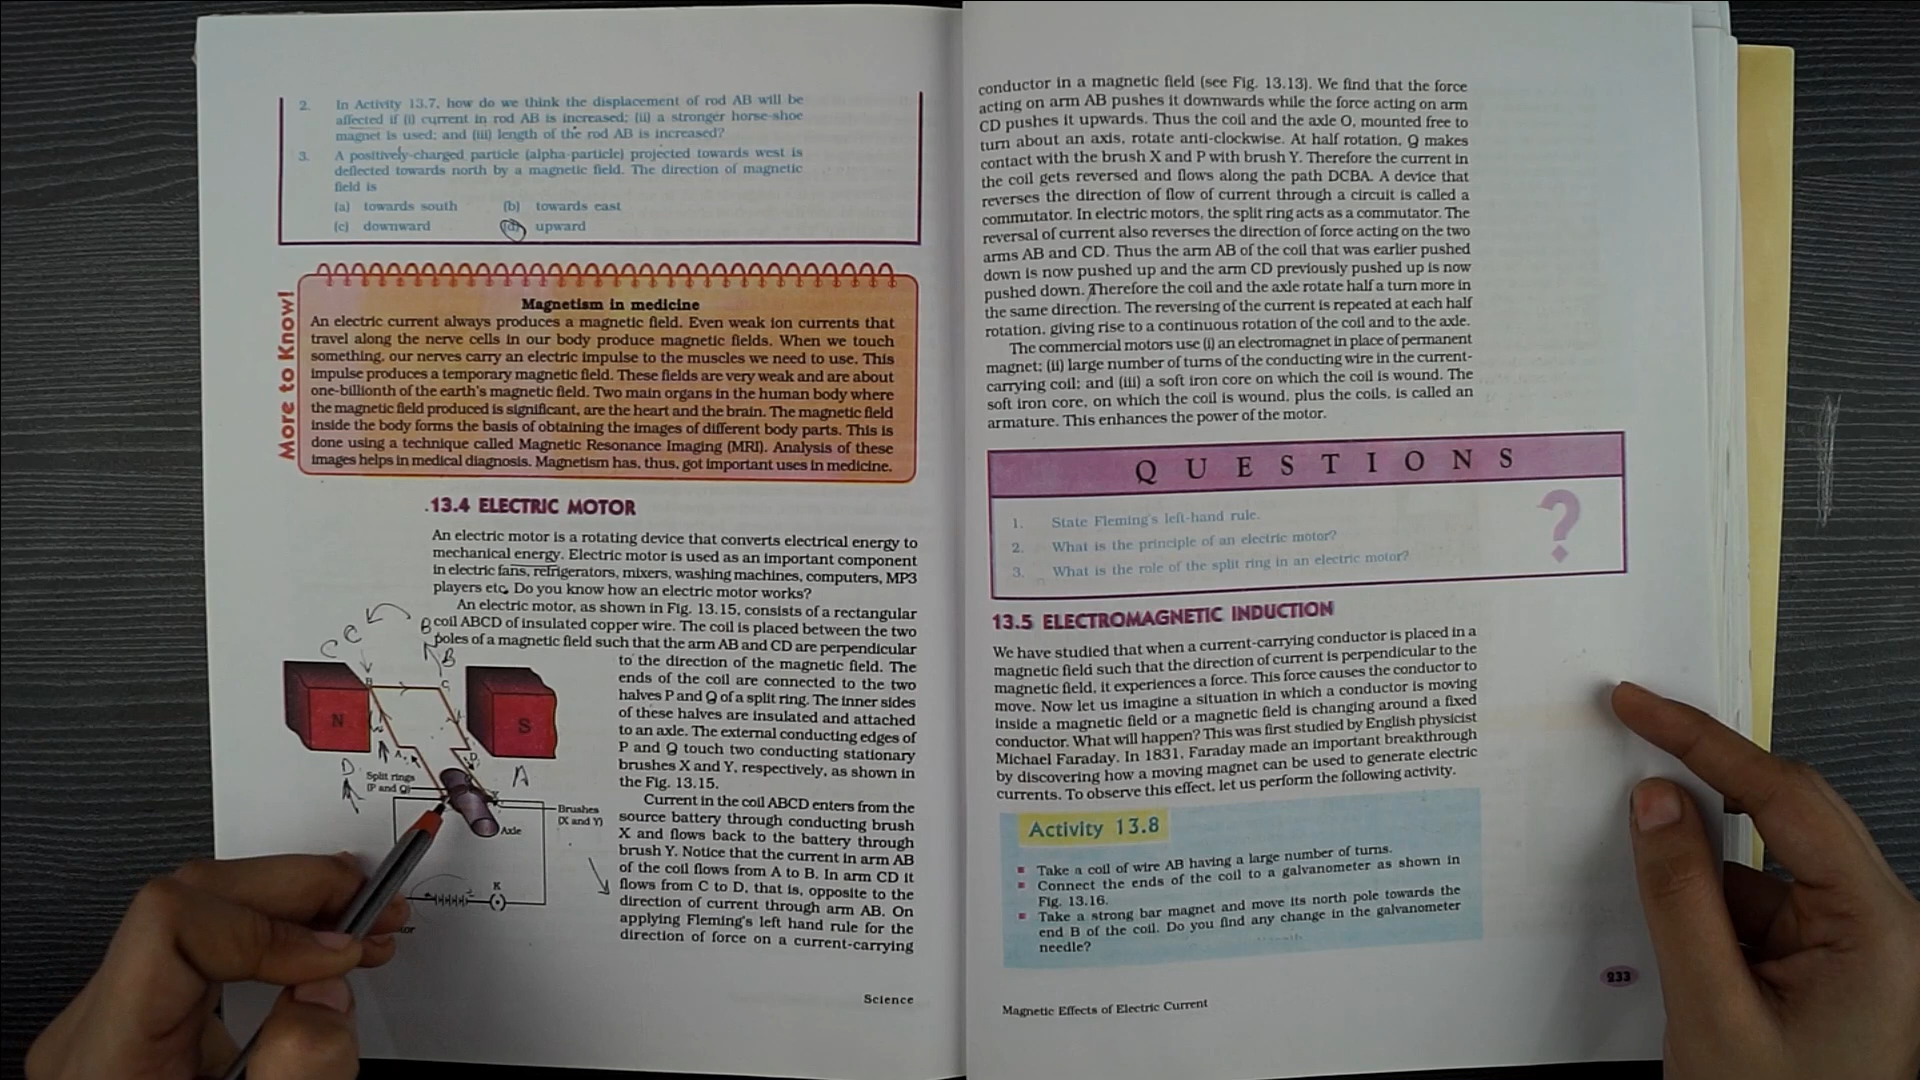 2. In Activity 13.7, how do we think the displacement of rod AB will be
affected if (i) current in rod AB is increased; (ii) a stronger horse-shoe
magnet is used; and (iii) length of the rod AB is increased?
3. A positively-charged particle (alpha-particle) projected towards west is
deflected towards north by a magnetic field. The direction of magnetic
field is
(a) towards south (b) towards east
(c) downward (d) upward
More to Know!
Magnetism in medicine
An electric current always produces a magnetic field. Even weak ion currents that
travel along the nerve cells in our body produce magnetic fields. When we touch
something, our nerves carry an electric impulse to the muscles we need to use. This
impulse produces a temporary magnetic field. These fields are very weak and are about
one-billionth of the earth's magnetic field. Two main organs in the human body where
the magnetic field produced is significant, are the heart and the brain. The magnetic field
inside the body forms the basis of obtaining the images of different body parts. This is
done using a technique called Magnetic Resonance Imaging (MRI). Analysis of these
images helps in medical diagnosis. Magnetism has, thus, got important uses in medicine.
13.4 ELECTRIC MOTOR
An electric motor is a rotating device that converts electrical energy to
mechanical energy. Electric motor is used as an important component
in electric fans, refrigerators, mixers, washing machines, computers, MP3
players etc. Do you know how an electric motor works?
An electric motor, as shown in Fig. 13.15, consists of a rectangular
coil ABCD of insulated copper wire. The coil is placed between the two
poles of a magnetic field such that the arm AB and CD are perpendicular
to the direction of the magnetic field. The
ends of the coil are connected to the two
halves P and Q of a split ring. The inner sides
of these halves are insulated and attached
to an axle. The external conducting edges of
P and Q touch two conducting stationary
brushes X and Y, respectively, as shown in
the Fig. 13.15.
Current in the coil ABCD enters from the
source battery through conducting brush
X and flows back to the battery through
brush Y. Notice that the current in arm AB
of the coil flows from A to B. In arm CD it
flows from C to D, that is, opposite to the
direction of current through arm AB. On
applying Fleming's left hand rule for the
direction of force on a current-carrying
C C B
B
B C
N S
A D
D A
Split rings
(P and Q)
Brushes
(X and Y)
Axle
K
Science
conductor in a magnetic field (see Fig. 13.13). We find that the force
acting on arm AB pushes it downwards while the force acting on arm
CD pushes it upwards. Thus the coil and the axle O, mounted free to
turn about an axis, rotate anti-clockwise. At half rotation, Q makes
contact with the brush X and P with brush Y. Therefore the current in
the coil gets reversed and flows along the path DCBA. A device that
reverses the direction of flow of current through a circuit is called a
commutator. In electric motors, the split ring acts as a commutator. The
reversal of current also reverses the direction of force acting on the two
arms AB and CD. Thus the arm AB of the coil that was earlier pushed
down is now pushed up and the arm CD previously pushed up is now
pushed down. Therefore the coil and the axle rotate half a turn more in
the same direction. The reversing of the current is repeated at each half
rotation, giving rise to a continuous rotation of the coil and to the axle.
The commercial motors use (i) an electromagnet in place of permanent
magnet; (ii) large number of turns of the conducting wire in the current-
carrying coil; and (iii) a soft iron core on which the coil is wound. The
soft iron core, on which the coil is wound, plus the coils, is called an
armature. This enhances the power of the motor.
QUESTIONS
?
1. State Fleming's left-hand rule.
2. What is the principle of an electric motor?
3. What is the role of the split ring in an electric motor?
13.5 ELECTROMAGNETIC INDUCTION
We have studied that when a current-carrying conductor is placed in a
magnetic field such that the direction of current is perpendicular to the
magnetic field, it experiences a force. This force causes the conductor to
move. Now let us imagine a situation in which a conductor is moving
inside a magnetic field or a magnetic field is changing around a fixed
conductor. What will happen? This was first studied by English physicist
Michael Faraday. In 1831, Faraday made an important breakthrough
by discovering how a moving magnet can be used to generate electric
currents. To observe this effect, let us perform the following activity.
Activity 13.8
Take a coil of wire AB having a large number of turns.
Connect the ends of the coil to a galvanometer as shown in
Fig. 13.16.
Take a strong bar magnet and move its north pole towards the
end B of the coil. Do you find any change in the galvanometer
needle?
233
Magnetic Effects of Electric Current